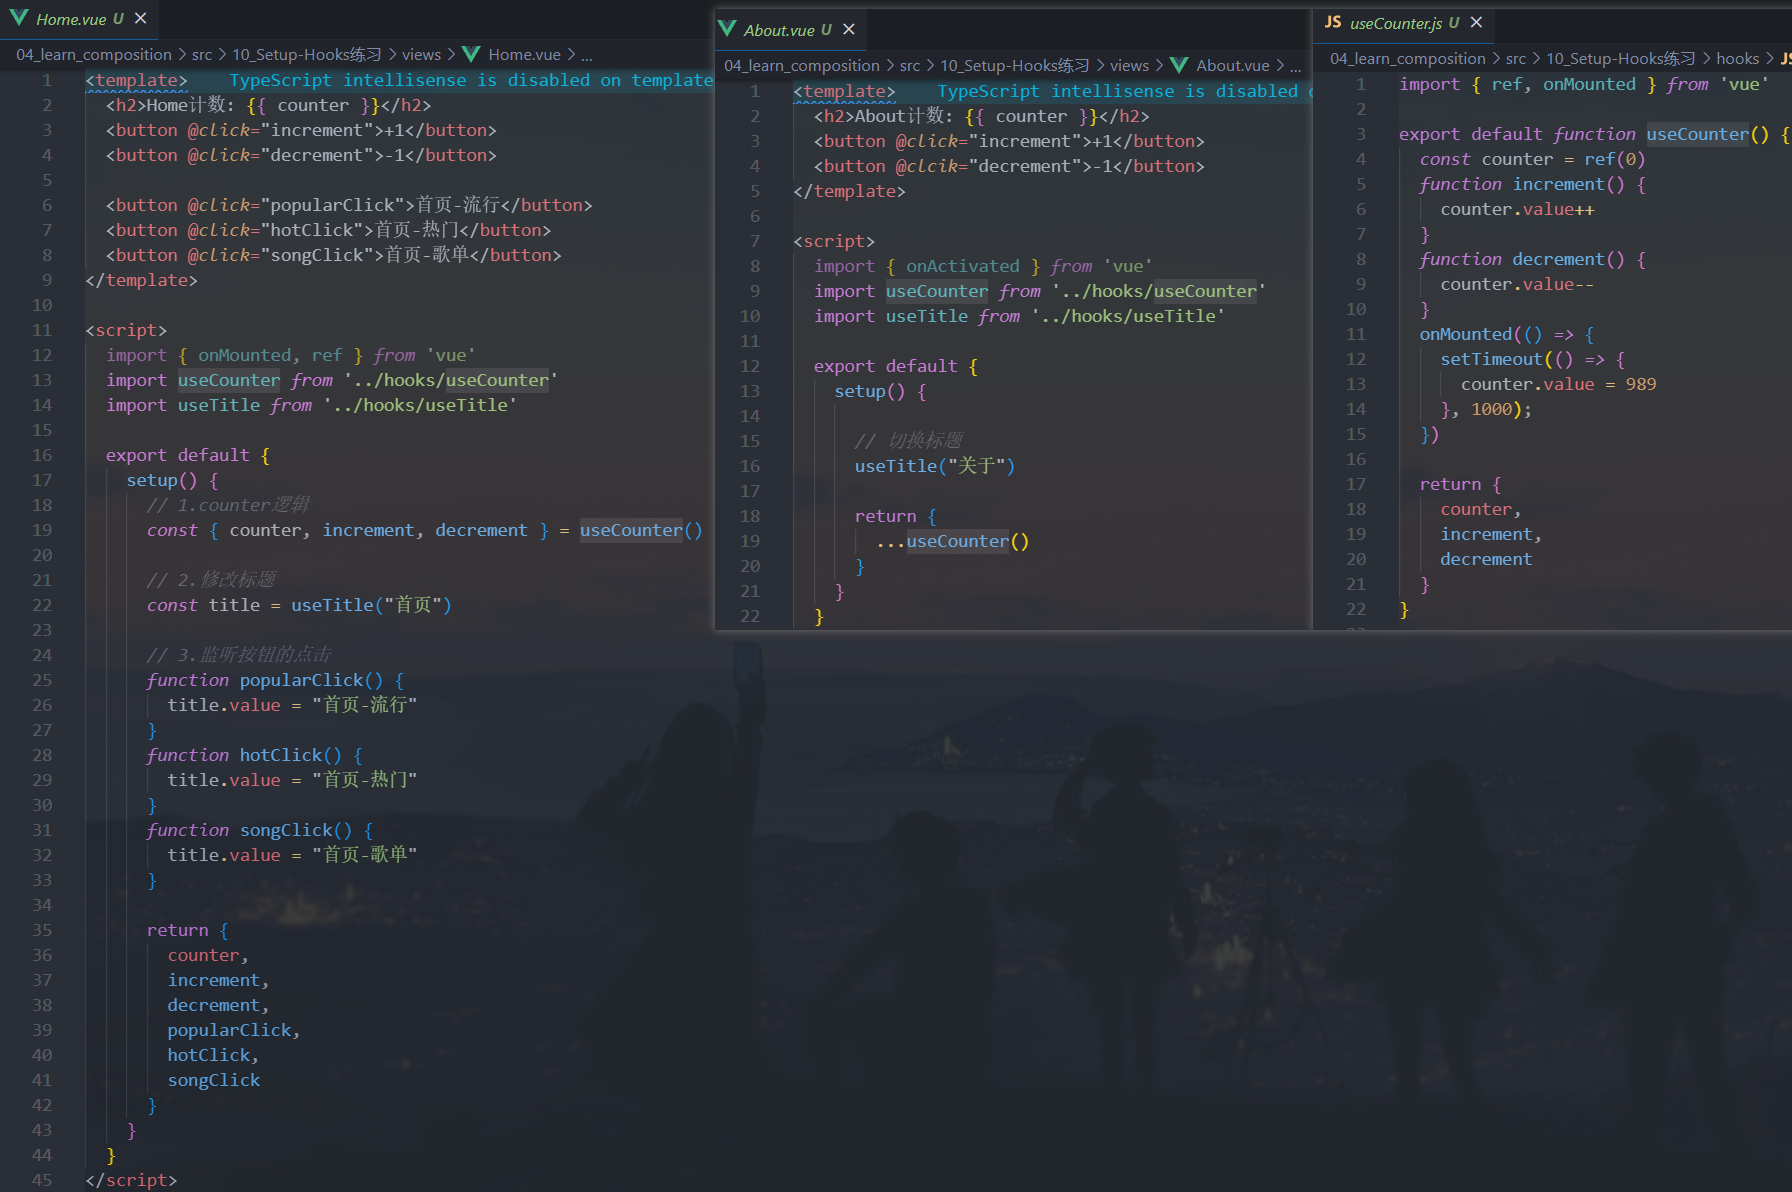 Home.vue U ×
04_learn_composition > src > 10_Setup-Hooks练习 > views > Home.vue > ...
1 <template> TypeScript intellisense is disabled on template
2 <h2>Home计数: {{ counter }}</h2>
3 <button @click="increment">+1</button>
4 <button @click="decrement">-1</button>
5
6 <button @click="popularClick">首页-流行</button>
7 <button @click="hotClick">首页-热门</button>
8 <button @click="songClick">首页-歌单</button>
9 </template>
10
11 <script>
12 import { onMounted, ref } from 'vue'
13 import useCounter from '../hooks/useCounter'
14 import useTitle from '../hooks/useTitle'
15
16 export default {
17 setup() {
18 // 1.counter逻辑
19 const { counter, increment, decrement } = useCounter()
20
21 // 2.修改标题
22 const title = useTitle("首页")
23
24 // 3.监听按钮的点击
25 function popularClick() {
26 title.value = "首页-流行"
27 }
28 function hotClick() {
29 title.value = "首页-热门"
30 }
31 function songClick() {
32 title.value = "首页-歌单"
33 }
34
35 return {
36 counter,
37 increment,
38 decrement,
39 popularClick,
40 hotClick,
41 songClick
42 }
43 }
44 }
45 </script>
About.vue U ×
04_learn_composition > src > 10_Setup-Hooks练习 > views > About.vue > ...
1 <template> TypeScript intellisense is disabled
2 <h2>About计数: {{ counter }}</h2>
3 <button @click="increment">+1</button>
4 <button @clcik="decrement">-1</button>
5 </template>
6
7 <script>
8 import { onActivated } from 'vue'
9 import useCounter from '../hooks/useCounter'
10 import useTitle from '../hooks/useTitle'
11
12 export default {
13 setup() {
14
15 // 切换标题
16 useTitle("关于")
17
18 return {
19 ...useCounter()
20 }
21 }
22 }
JS useCounter.js U ×
04_learn_composition > src > 10_Setup-Hooks练习 > hooks > JS
1 import { ref, onMounted } from 'vue'
2
3 export default function useCounter() {
4 const counter = ref(0)
5 function increment() {
6 counter.value++
7 }
8 function decrement() {
9 counter.value--
10 }
11 onMounted(() => {
12 setTimeout(() => {
13 counter.value = 989
14 }, 1000);
15 })
16
17 return {
18 counter,
19 increment,
20 decrement
21 }
22 }